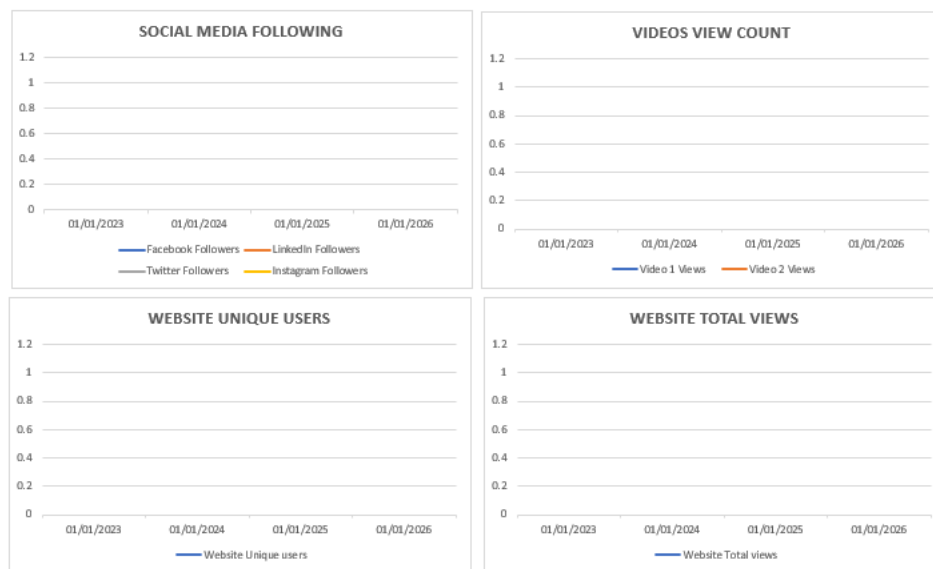 SOCIAL MEDIA FOLLOWING
1.2
1
0.8
0.6
0.4
0.2
0
01/01/2023 01/01/2024 01/01/2025 01/01/2026
Facebook Followers LinkedIn Followers
Twitter Followers Instagram Followers
VIDEOS VIEW COUNT
1.2
1
0.8
0.6
0.4
0.2
0
01/01/2023 01/01/2024 01/01/2025 01/01/2026
Video 1 Views Video 2 Views
WEBSITE UNIQUE USERS
1.2
1
0.8
0.6
0.4
0.2
0
01/01/2023 01/01/2024 01/01/2025 01/01/2026
Website Unique users
WEBSITE TOTAL VIEWS
1.2
1
0.8
0.6
0.4
0.2
0
01/01/2023 01/01/2024 01/01/2025 01/01/2026
Website Total views